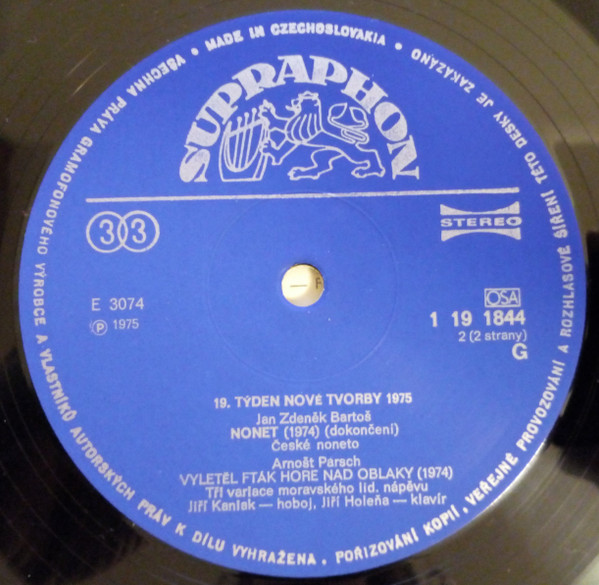 VŠECHNA PRÁVA GRAMOFONOVÉHO VÝROBCE A VLASTNÍKŮ AUTORSKÝCH PRÁV K DÍLU VYHRAŽENA. POŘIZOVÁNÍ KOPIÍ, VEŘEJNÉ PROVOZOVÁNÍ A ROZHLASOVÉ ŠÍŘENÍ TÉTO DESKY JE ZAKÁZÁNO • MADE IN CZECHOSLOVAKIA •
SUPRAPHON
33
STEREO
E 3074
OSA
℗ 1975
1 19 1844
2 (2 strany)
G
19. TÝDEN NOVÉ TVORBY 1975
Jan Zdeněk Bartoš
NONET (1974) (dokončení)
České noneto
Arnošt Parsch
VYLETĚL FTÁK HORE NAD OBLAKY (1974)
Tři variace moravského lid. nápěvu
Jiří Kaniak — hoboj, Jiří Holeňa — klavír